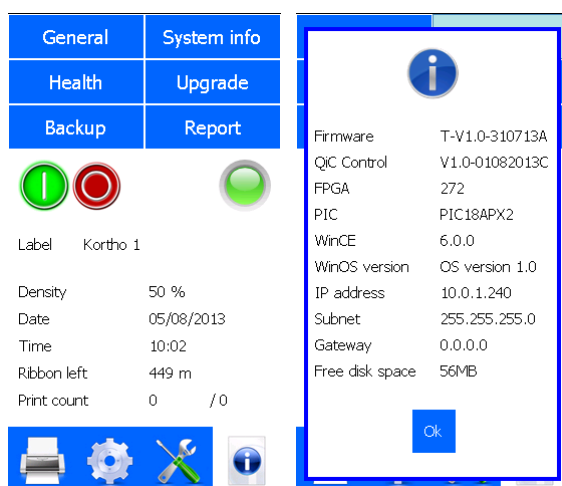 General System info
Health Upgrade
Backup Report
Label Kortho 1
Density 50 %
Date 05/08/2013
Time 10:02
Ribbon left 449 m
Print count 0 / 0
Firmware T-V1.0-310713A
QiC Control V1.0-01082013C
FPGA 272
PIC PIC18APX2
WinCE 6.0.0
WinOS version OS version 1.0
IP address 10.0.1.240
Subnet 255.255.255.0
Gateway 0.0.0.0
Free disk space 56MB
Ok